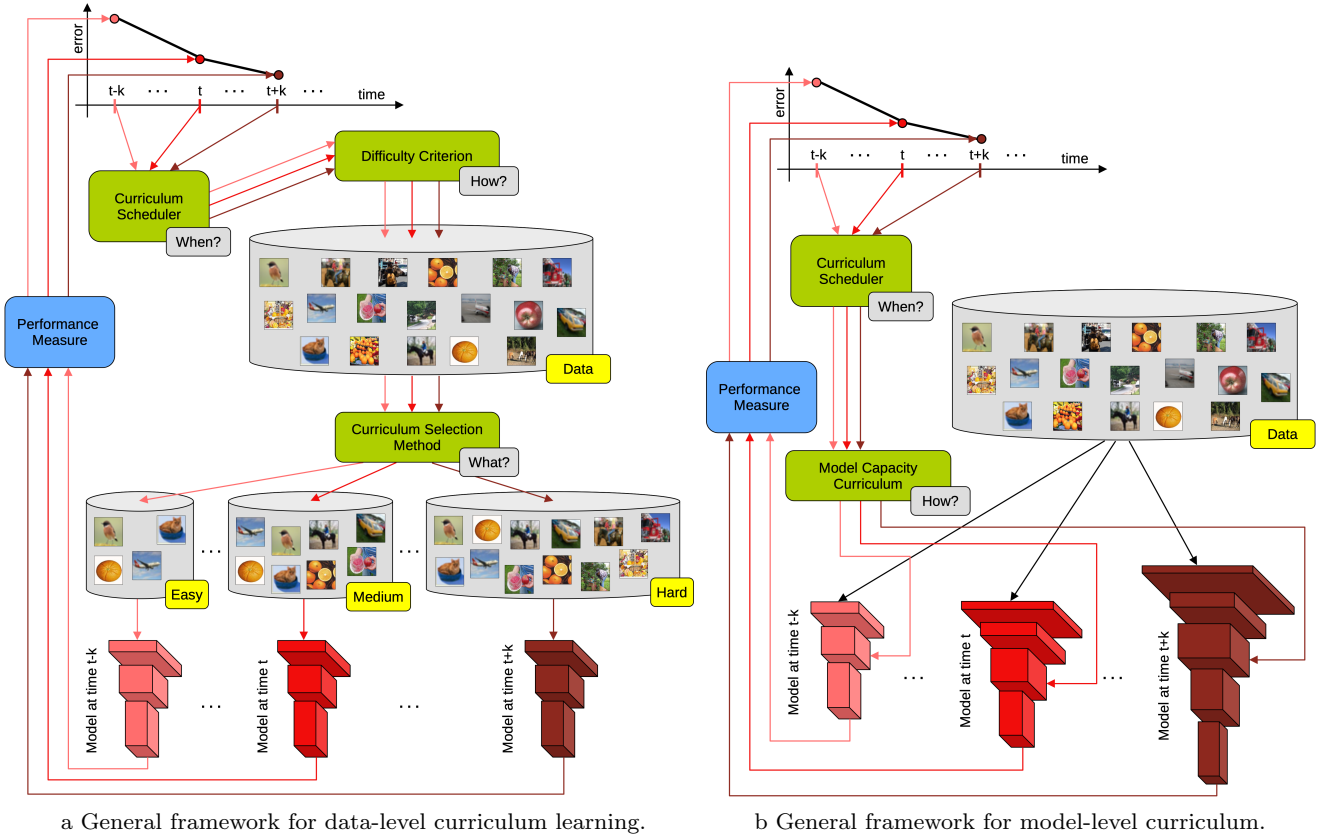 error
t-k
· · ·
t
· · ·
t+k
· · ·
time
Difficulty Criterion
How?
Curriculum
Scheduler
When?
Performance
Measure
Data
Curriculum Selection
Method
What?
Easy
· · ·
Medium
· · ·
Hard
Model at time t-k
· · ·
Model at time t
· · ·
Model at time t+k
a General framework for data-level curriculum learning.
error
t-k
· · ·
t
· · ·
t+k
· · ·
time
Curriculum
Scheduler
When?
Performance
Measure
Data
Model Capacity
Curriculum
How?
Model at time t-k
· · ·
Model at time t
· · ·
Model at time t+k
b General framework for model-level curriculum.